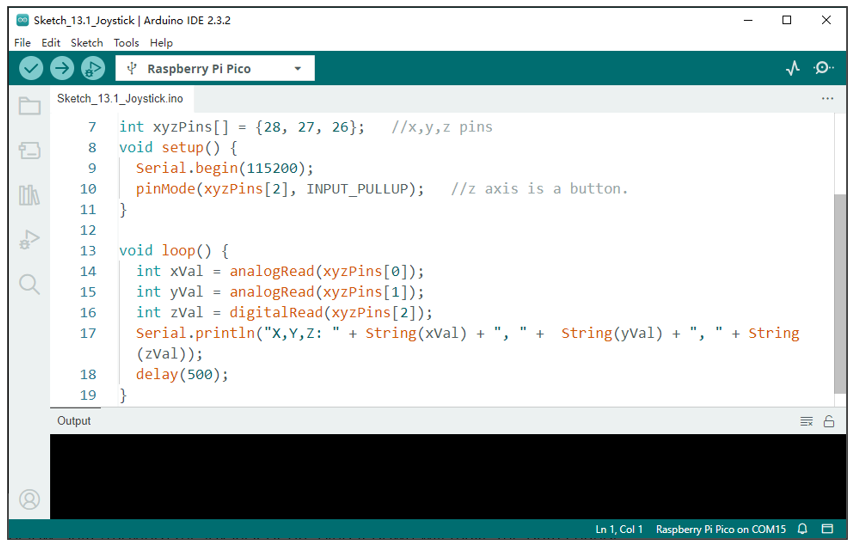 Sketch_13.1_Joystick | Arduino IDE 2.3.2
File Edit Sketch Tools Help
Raspberry Pi Pico
Sketch_13.1_Joystick.ino
7 int xyzPins[] = {28, 27, 26};   //x,y,z pins
8 void setup() {
9   Serial.begin(115200);
10   pinMode(xyzPins[2], INPUT_PULLUP);   //z axis is a button.
11 }
12
13 void loop() {
14   int xVal = analogRead(xyzPins[0]);
15   int yVal = analogRead(xyzPins[1]);
16   int zVal = digitalRead(xyzPins[2]);
17   Serial.println("X,Y,Z: " + String(xVal) + ", " +  String(yVal) + ", " + String
(zVal));
18   delay(500);
19 }
Output
Ln 1, Col 1 Raspberry Pi Pico on COM15